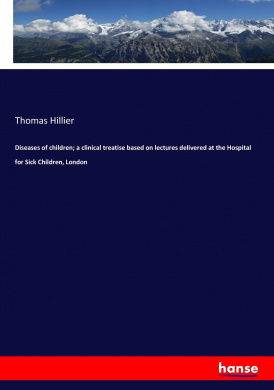 Thomas Hillier
Diseases of children; a clinical treatise based on lectures delivered at the Hospital
for Sick Children, London
hanse